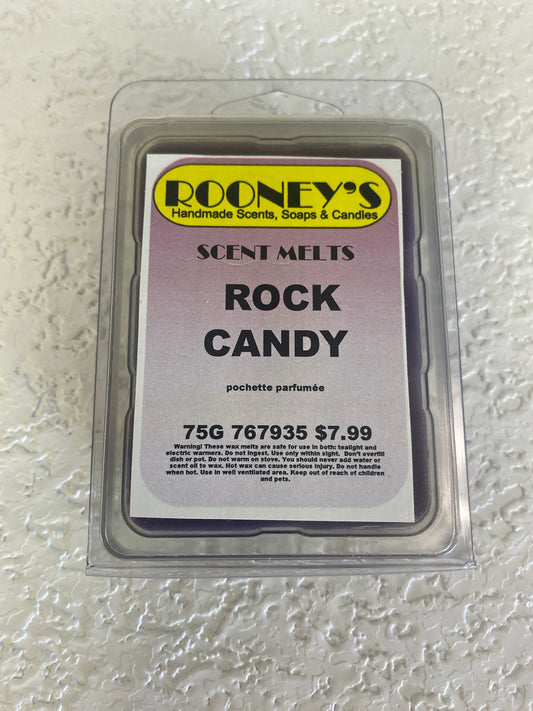 ROONEY'S
Handmade Scents, Soaps & Candles
SCENT MELTS
ROCK
CANDY
pochette parfumée
75G 767935 $7.99
Warning! These wax melts are safe for use in both: tealight and
electric warmers. Do not ingest. Use only within sight. Don't overfill
dish or pot. Do not warm on stove. You should never add water or
scent oil to wax. Hot wax can cause serious injury. Do not handle
when hot. Use in well ventilated area. Keep out of reach of children
and pets.